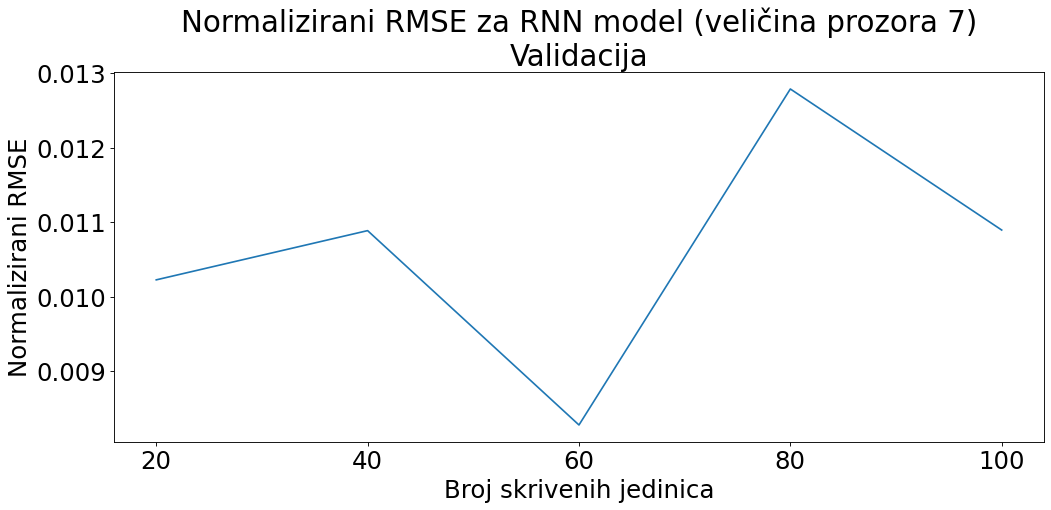 Normalizirani RMSE za RNN model (veličina prozora 7)
Validacija
Normalizirani RMSE
0.013
0.012
0.011
0.010
0.009
20 40 60 80 100
Broj skrivenih jedinica